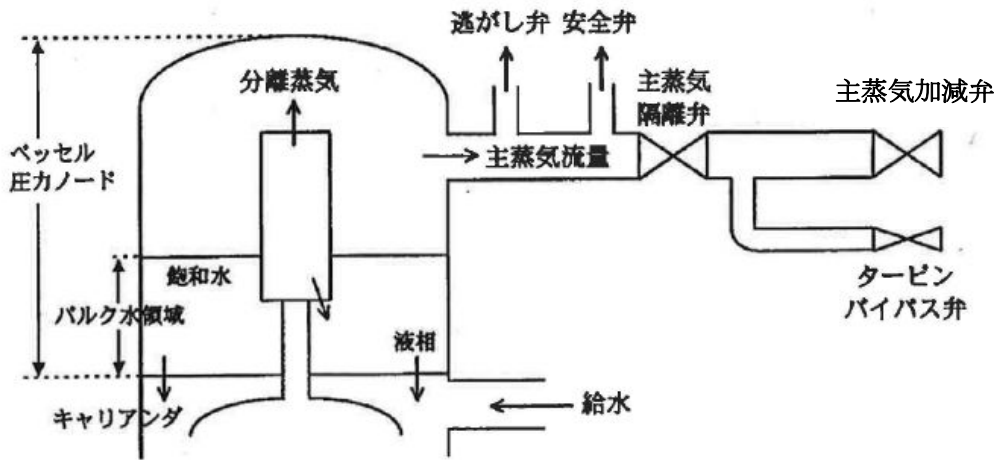 逃がし弁 安全弁
主蒸気
隔離弁
主蒸気加減弁
分離蒸気
ベッセル
圧力ノード
主蒸気流量
飽和水
バルク水領域
タービン
バイパス弁
液相
キャリアンダ
給水